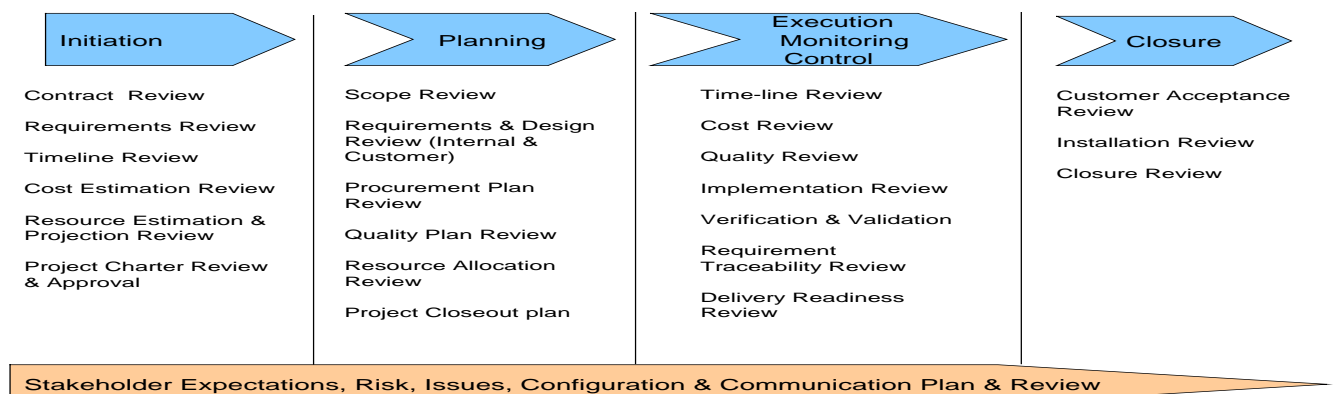 Initiation
Planning
Execution
Monitoring
Control
Closure
Contract Review
Requirements Review
Timeline Review
Cost Estimation Review
Resource Estimation &
Projection Review
Project Charter Review
& Approval
Scope Review
Requirements & Design
Review (Internal &
Customer)
Procurement Plan
Review
Quality Plan Review
Resource Allocation
Review
Project Closeout plan
Time-line Review
Cost Review
Quality Review
Implementation Review
Verification & Validation
Requirement
Traceability Review
Delivery Readiness
Review
Customer Acceptance
Review
Installation Review
Closure Review
Stakeholder Expectations, Risk, Issues, Configuration & Communication Plan & Review